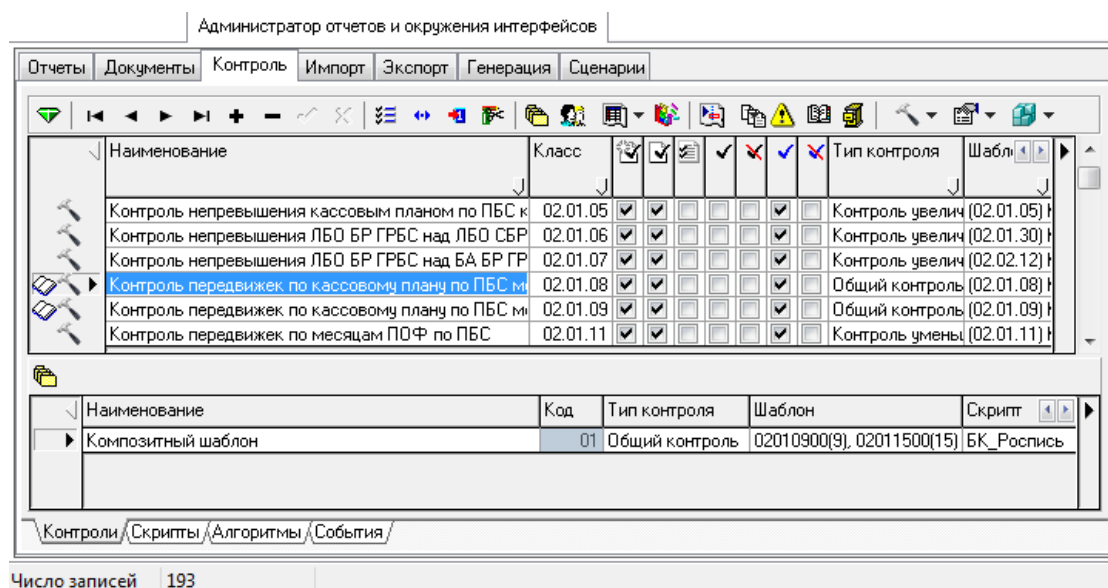 Администратор отчетов и окружения интерфейсов
Отчеты Документы Контроль Импорт Экспорт Генерация Сценарии
Наименование Класс Тип контроля Шабл
Контроль непревышения кассовым планом по ПБС к 02.01.05 Контроль увелич (02.01.05)
Контроль непревышения ЛБО БР ГРБС над ЛБО СБР 02.01.06 Контроль увелич (02.01.30)
Контроль непревышения ЛБО БР ГРБС над БА БР ГР 02.01.07 Контроль увелич (02.02.12)
Контроль передвижек по кассовому плану по ПБС м 02.01.08 Общий контроль (02.01.08)
Контроль передвижек по кассовому плану по ПБС м 02.01.09 Общий контроль (02.01.09)
Контроль передвижек по месяцам ПОФ по ПБС 02.01.11 Контроль умень (02.01.11)
Наименование Код Тип контроля Шаблон Скрипт
Композитный шаблон 01 Общий контроль 02010900(9), 02011500(15) БК_Роспись
Контроли Скрипты Алгоритмы События
Число записей 193